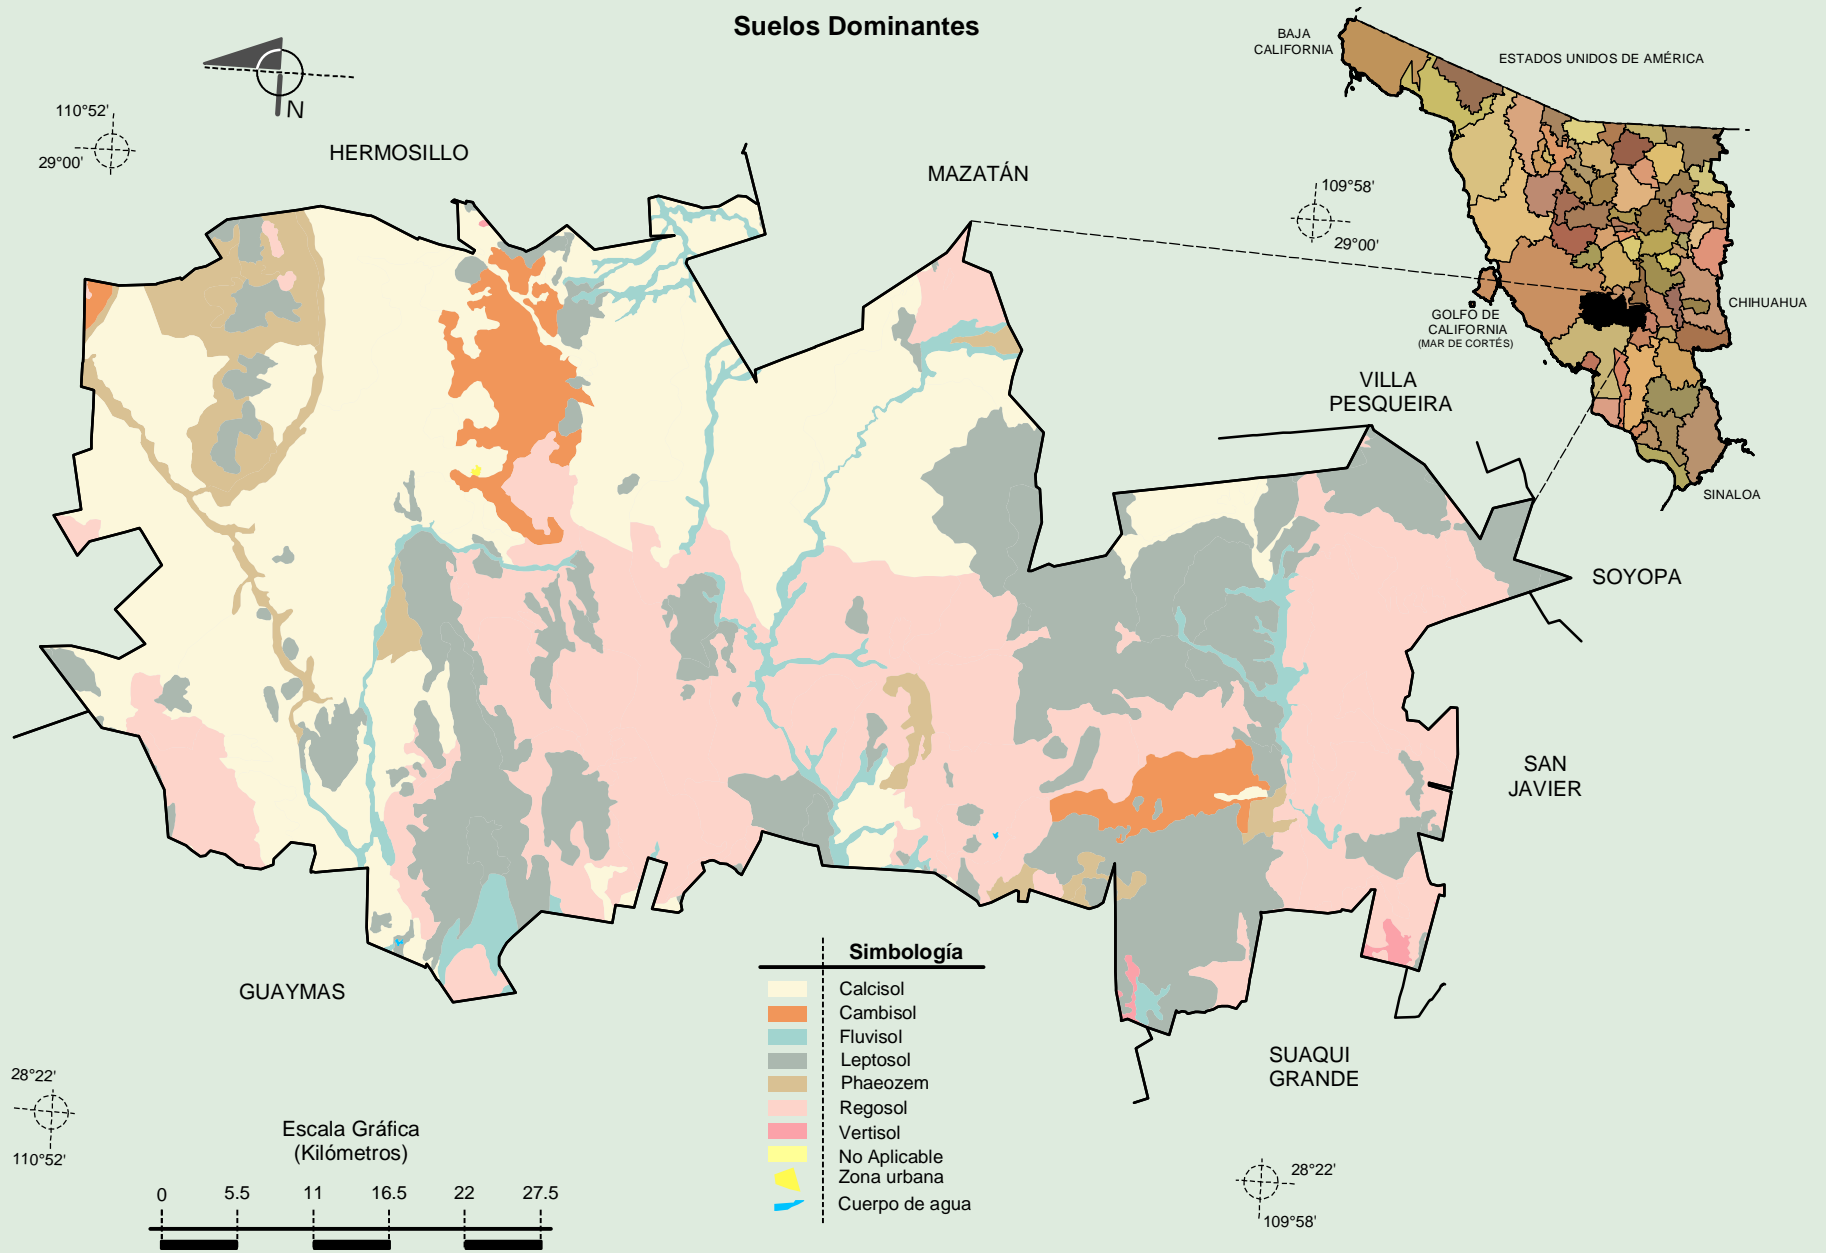 Suelos Dominantes
BAJA
CALIFORNIA
ESTADOS UNIDOS DE AMÉRICA
N
110°52'
29°00'
HERMOSILLO
MAZATÁN
109°58'
29°00'
GOLFO DE
CALIFORNIA
(MAR DE CORTÉS)
CHIHUAHUA
VILLA
PESQUEIRA
SINALOA
SOYOPA
SAN
JAVIER
GUAYMAS
SUAQUI
GRANDE
Simbología
Calcisol
Cambisol
Fluvisol
Leptosol
Phaeozem
Regosol
Vertisol
No Aplicable
Zona urbana
Cuerpo de agua
28°22'
110°52'
Escala Gráfica
(Kilómetros)
0 5.5 11 16.5 22 27.5
28°22'
109°58'